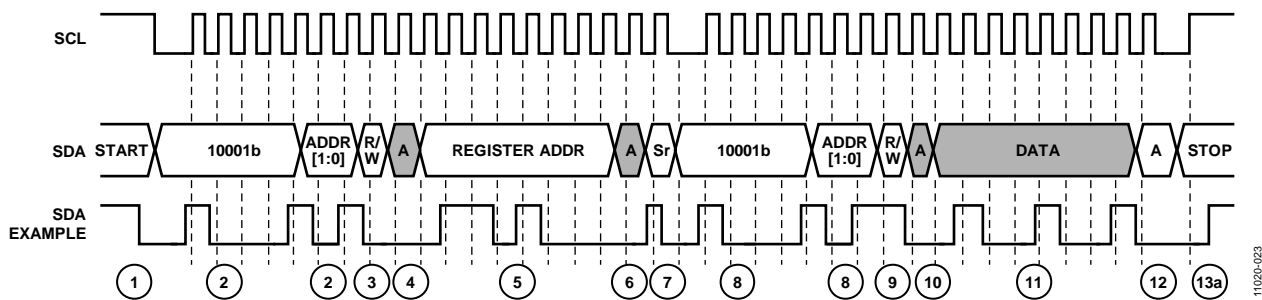 SCL
SDA START 10001b ADDR [1:0] R/W A REGISTER ADDR A Sr 10001b ADDR [1:0] R/W A DATA A STOP
SDA EXAMPLE
1 2 2 3 4 5 6 7 8 8 9 10 11 12 13a
11020-023